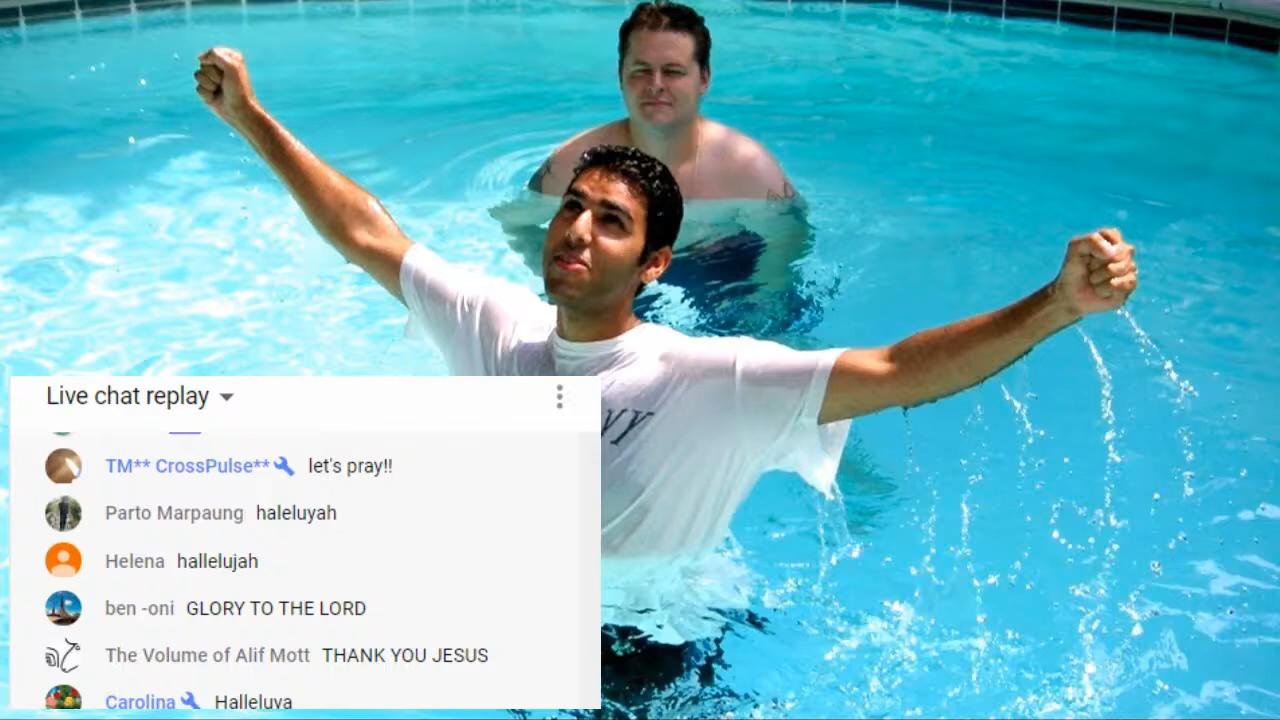 Live chat replay
TM** CrossPulse** let's pray!!
Parto Marpaung haleluyah
Helena hallelujah
ben -oni GLORY TO THE LORD
The Volume of Alif Mott THANK YOU JESUS
Carolina Halleluya